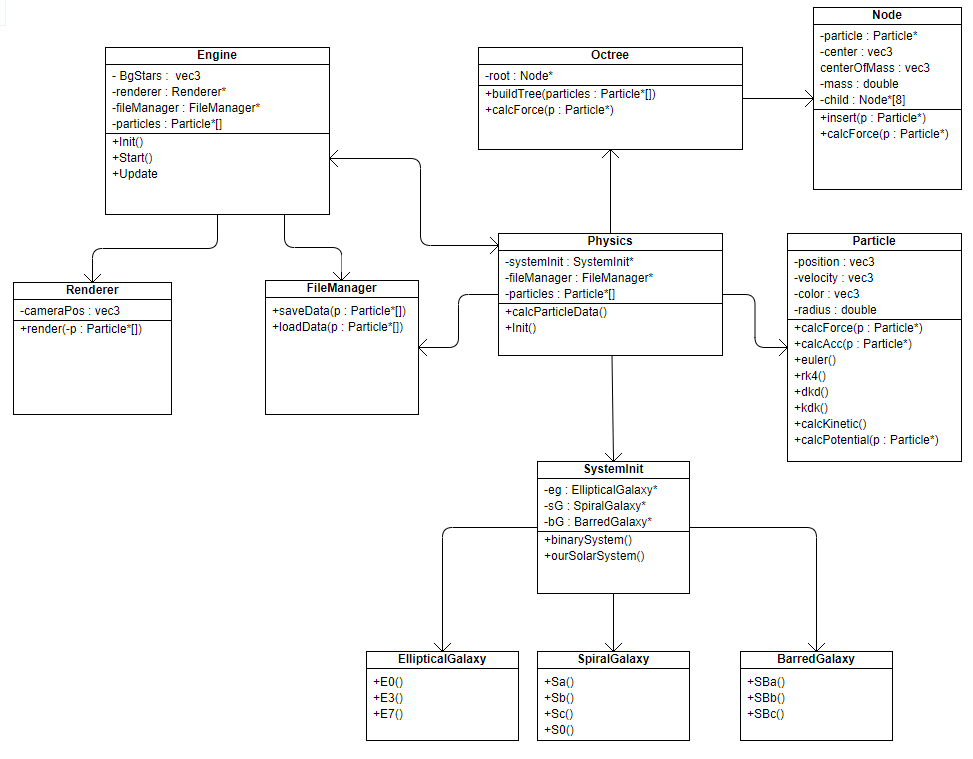 Engine
- BgStars : vec3
-renderer : Renderer*
-fileManager : FileManager*
-particles : Particle*[]
+Init()
+Start()
+Update
Octree
-root : Node*
+buildTree(particles : Particle*[])
+calcForce(p : Particle*)
Node
-particle : Particle*
-center : vec3
centerOfMass : vec3
-mass : double
-child : Node*[8]
+insert(p : Particle*)
+calcForce(p : Particle*)
Renderer
-cameraPos : vec3
+render(-p : Particle*[])
FileManager
+saveData(p : Particle*[])
+loadData(p : Particle*[])
Physics
-systemInit : SystemInit*
-fileManager : FileManager*
-particles : Particle*[]
+calcParticleData()
+Init()
Particle
-position : vec3
-velocity : vec3
-color : vec3
-radius : double
+calcForce(p : Particle*)
+calcAcc(p : Particle*)
+euler()
+rk4()
+dkd()
+kdk()
+calcKinetic()
+calcPotential(p : Particle*)
SystemInit
-eg : EllipticalGalaxy*
-sG : SpiralGalaxy*
-bG : BarredGalaxy*
+binarySystem()
+ourSolarSystem()
EllipticalGalaxy
+E0()
+E3()
+E7()
SpiralGalaxy
+Sa()
+Sb()
+Sc()
+S0()
BarredGalaxy
+SBa()
+SBb()
+SBc()